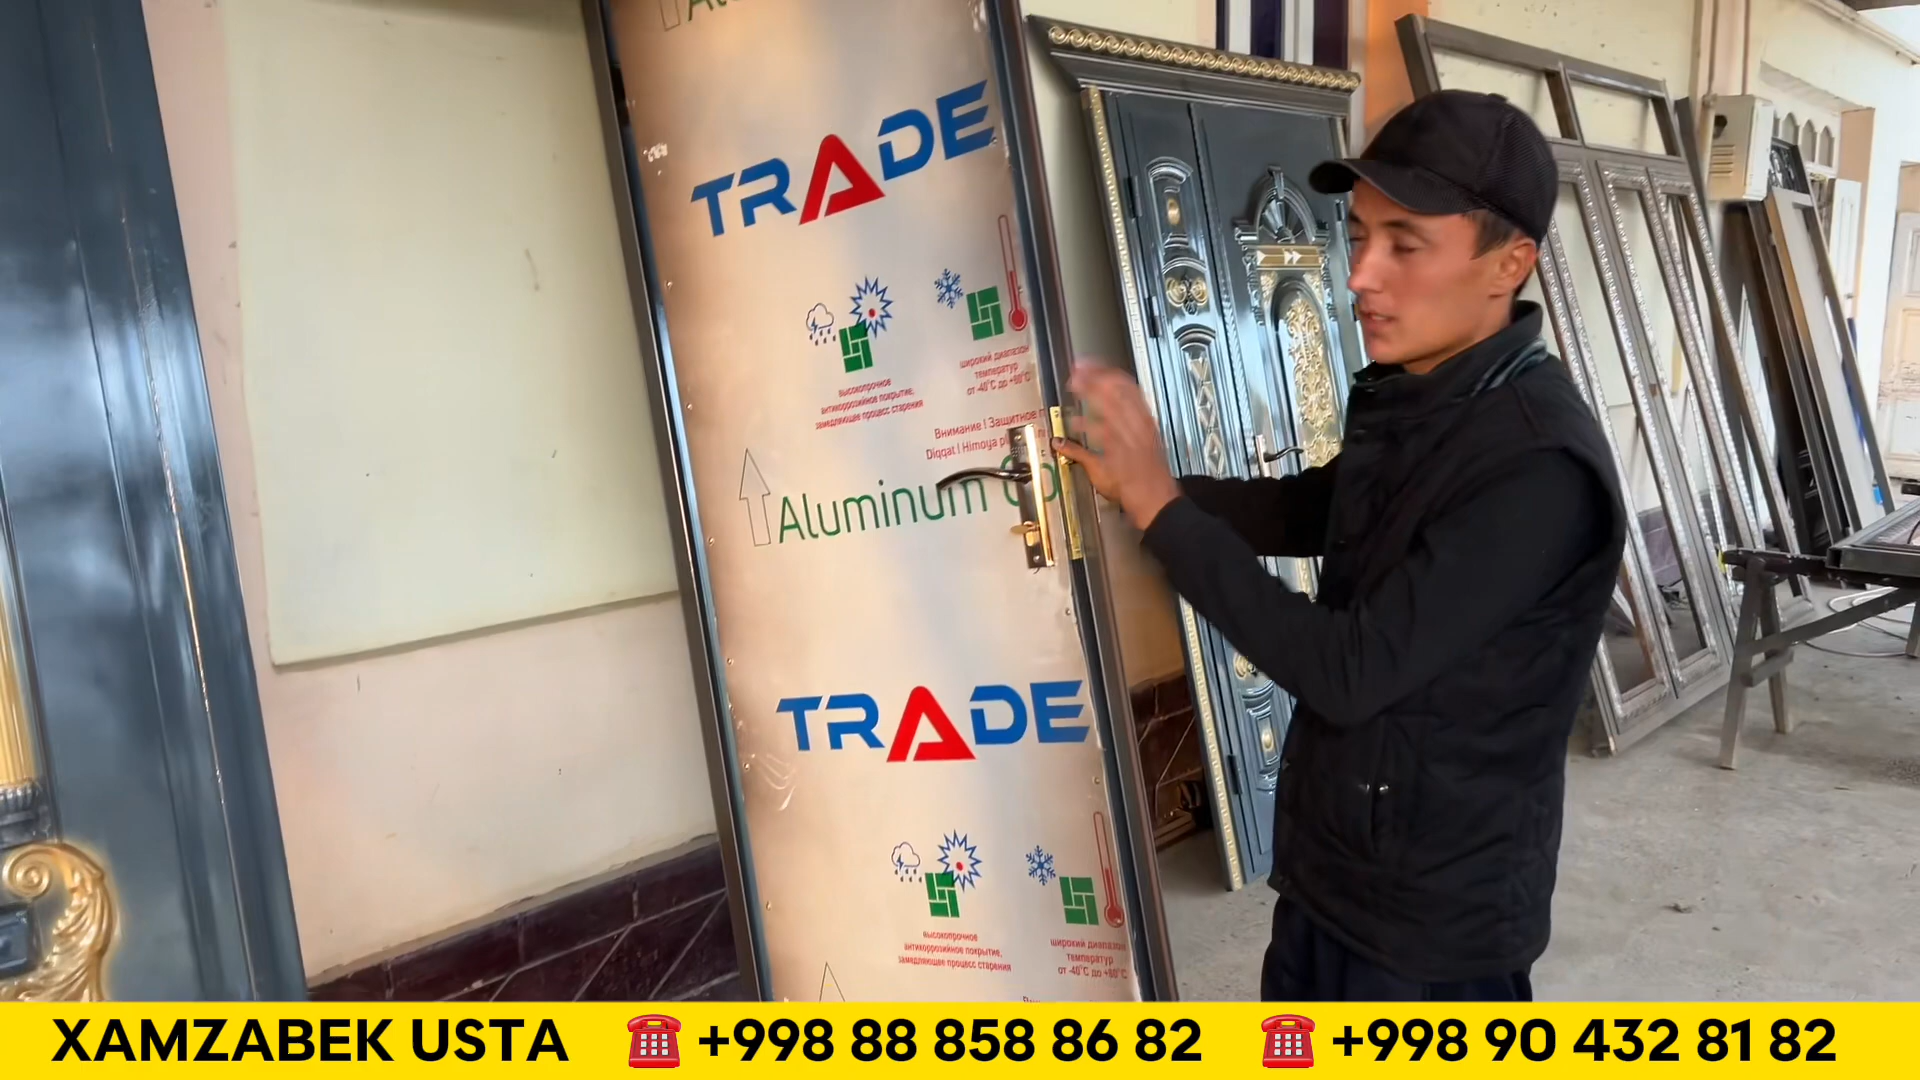 TRADE
высокопрочное
антикоррозийное покрытие,
замедляющее процесс старения
широкий диапазон
температур
от -40°C до +80°C
Внимание ! Защитное
Diqqat ! Himoya
Aluminum
TRADE
высокопрочное
антикоррозийное покрытие,
замедляющее процесс старения
широкий диапазон
температур
от -40°C до +80°C
XAMZABEK USTA ☎ +998 88 858 86 82 ☎ +998 90 432 81 82